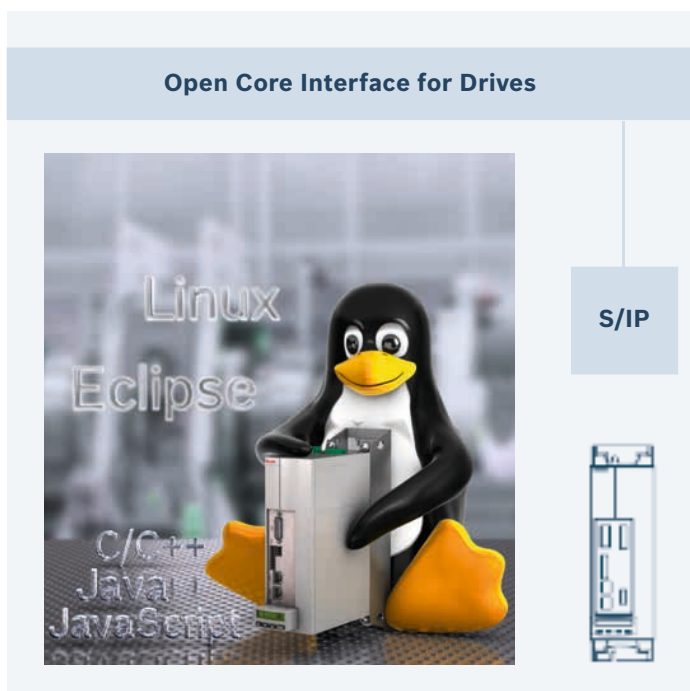 Open Core Interface for Drives
Linux
Eclipse
S/IP
C/C++
Java
JavaScript